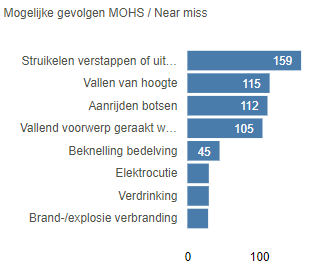 Mogelijke gevolgen MOHS / Near miss
Struikelen verstappen of uit... 159
Vallen van hoogte 115
Aanrijden botsen 112
Vallend voorwerp geraakt w... 105
Beknelling bedelving 45
Elektrocutie
Verdrinking
Brand-/explosie verbranding
0 100